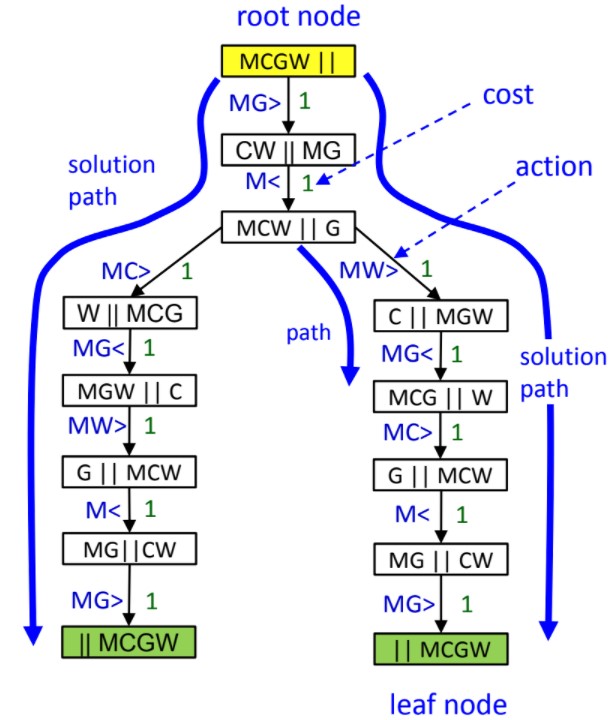 root node
MCGW ||
MG> 1
cost
CW || MG
solution
path
M< 1
action
MCW || G
MC> 1
MW> 1
W || MCG
path
C || MGW
MG< 1
MG< 1
solution
path
MGW || C
MCG || W
MW> 1
MC> 1
G || MCW
G || MCW
M< 1
M< 1
MG||CW
MG || CW
MG> 1
MG> 1
|| MCGW
|| MCGW
leaf node